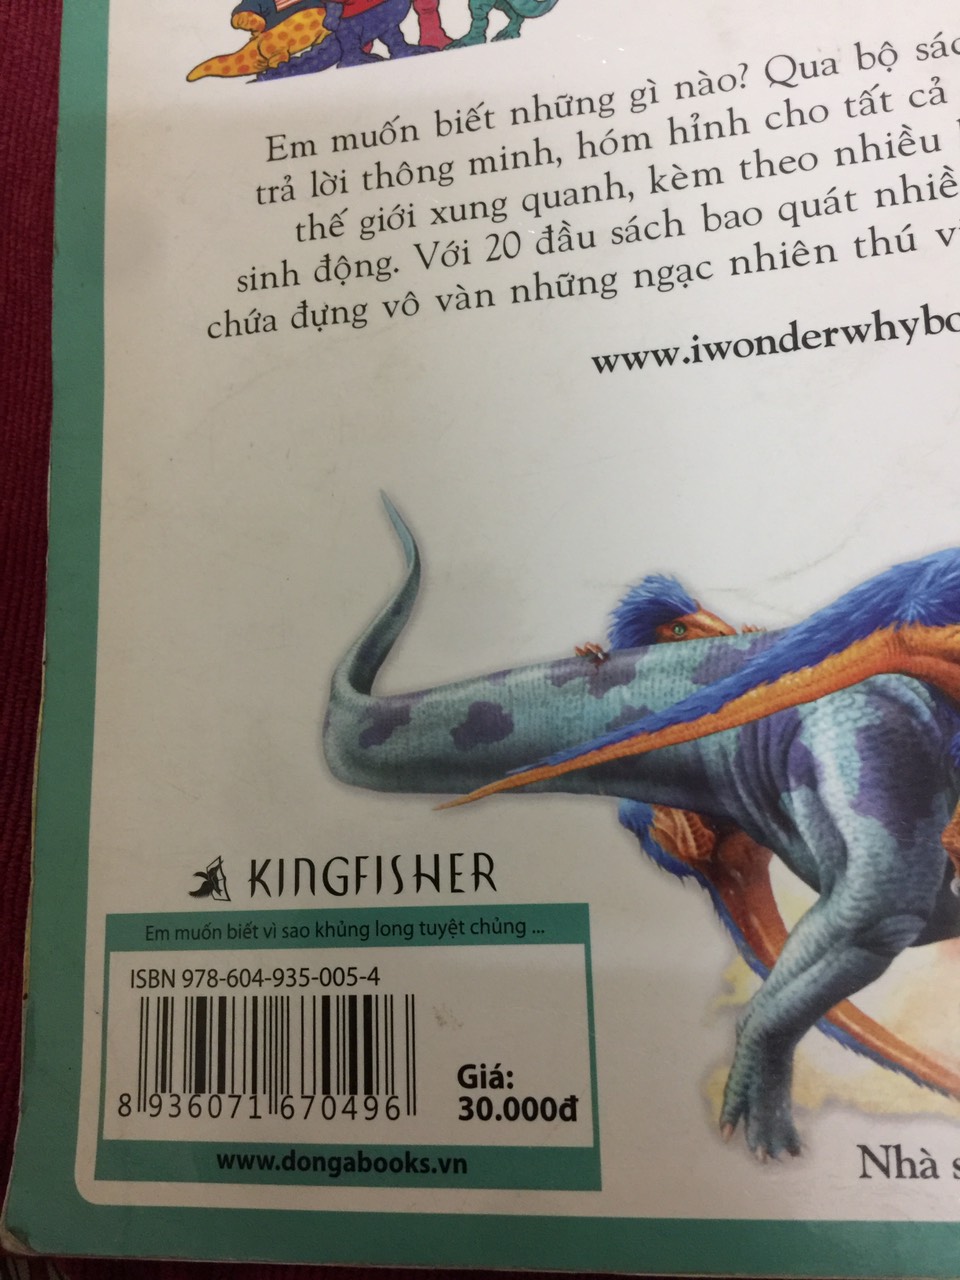 Em muốn biết những gì nào? Qua bộ sác
trả lời thông minh, hóm hỉnh cho tất cả
thế giới xung quanh, kèm theo nhiều
sinh động. Với 20 đầu sách bao quát nhiề
chứa đựng vô vàn những ngạc nhiên thú v
www.iwonderwhybo
KINGFISHER
Em muốn biết vì sao khủng long tuyệt chủng ...
ISBN 978-604-935-005-4
8 936071 670496
Giá:
30.000đ
www.dongabooks.vn
Nhà s